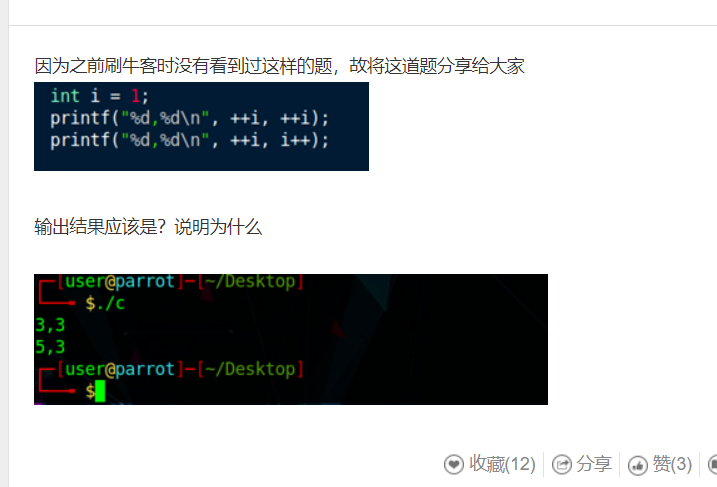 因为之前刷牛客时没有看到过这样的题，故将这道题分享给大家
int i = 1;
printf("%d,%d\n", ++i, ++i);
printf("%d,%d\n", ++i, i++);
输出结果应该是？说明为什么
┌─[user@parrot]─[~/Desktop]
└──╼ $./c
3,3
5,3
┌─[user@parrot]─[~/Desktop]
└──╼ $
收藏(12) 分享 赞(3)